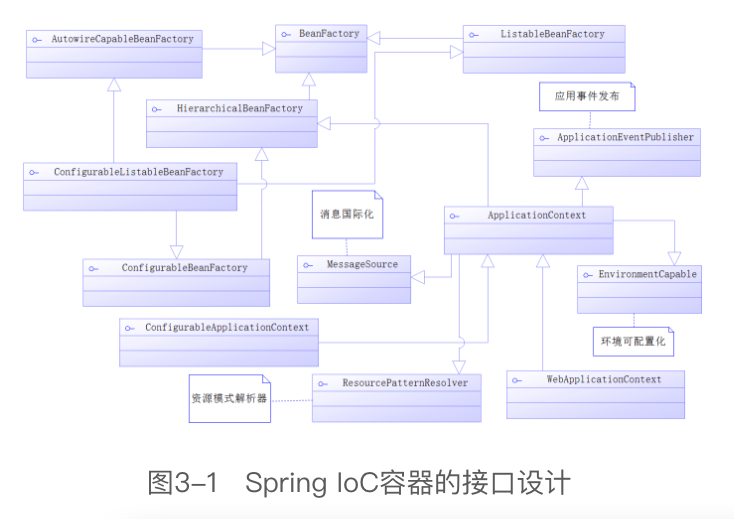 AutowireCapableBeanFactory
BeanFactory
ListableBeanFactory
应用事件发布
HierarchicalBeanFactory
ApplicationEventPublisher
ConfigurableListableBeanFactory
消息国际化
ApplicationContext
ConfigurableBeanFactory
MessageSource
EnvironmentCapable
ConfigurableApplicationContext
环境可配置化
资源模式解析器
ResourcePatternResolver
WebApplicationContext
图3-1 Spring IoC容器的接口设计